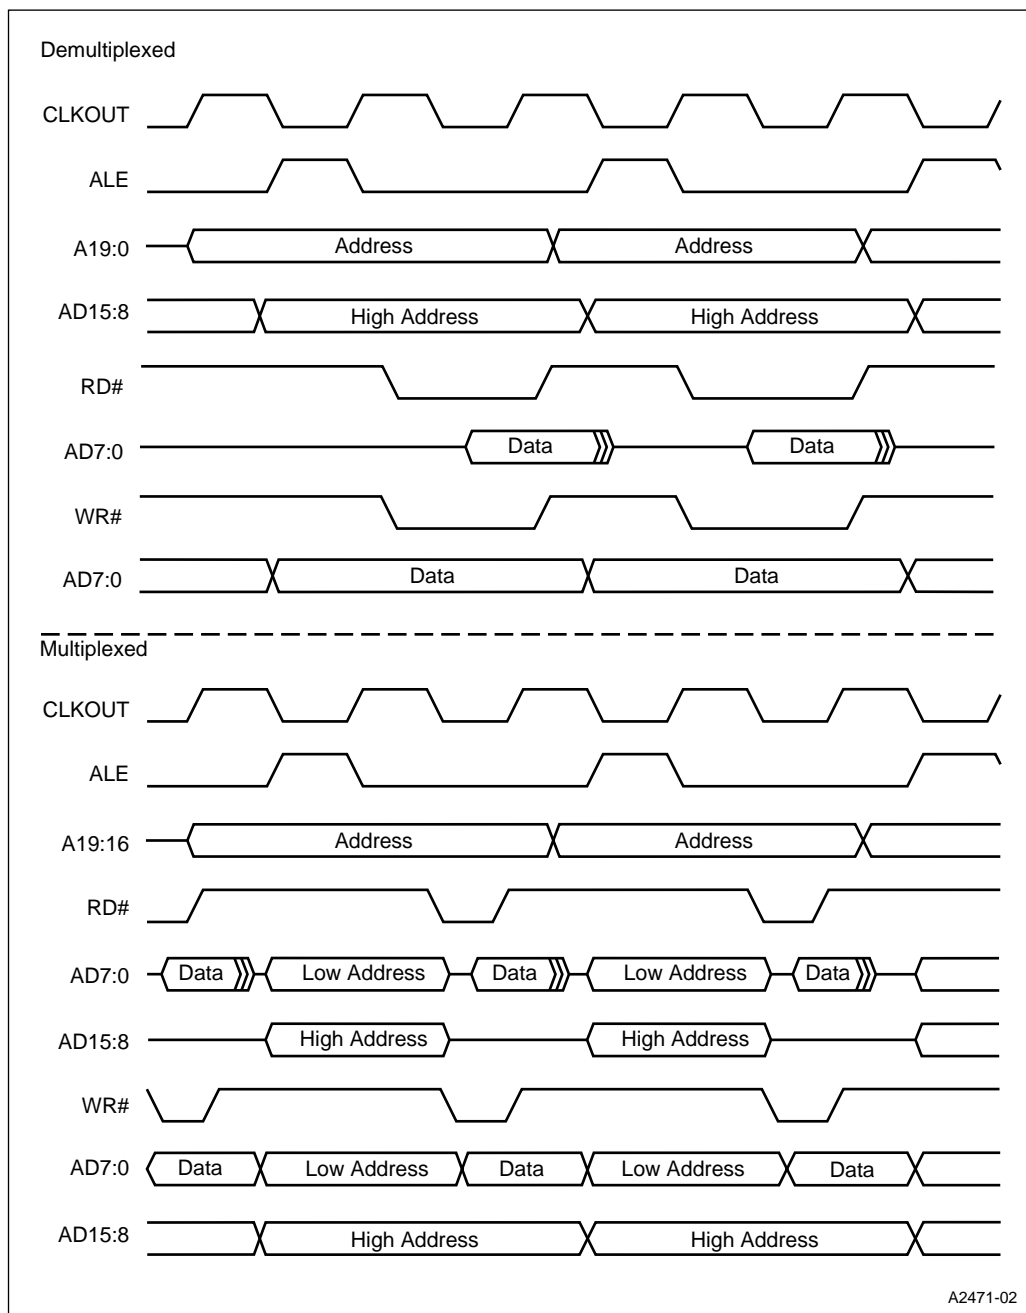 Demultiplexed
CLKOUT
ALE
A19:0 Address Address
AD15:8 High Address High Address
RD#
AD7:0 Data Data
WR#
AD7:0 Data Data
Multiplexed
CLKOUT
ALE
A19:16 Address Address
RD#
AD7:0 Data Low Address Data Low Address Data
AD15:8 High Address High Address
WR#
AD7:0 Data Low Address Data Low Address Data
AD15:8 High Address High Address
A2471-02